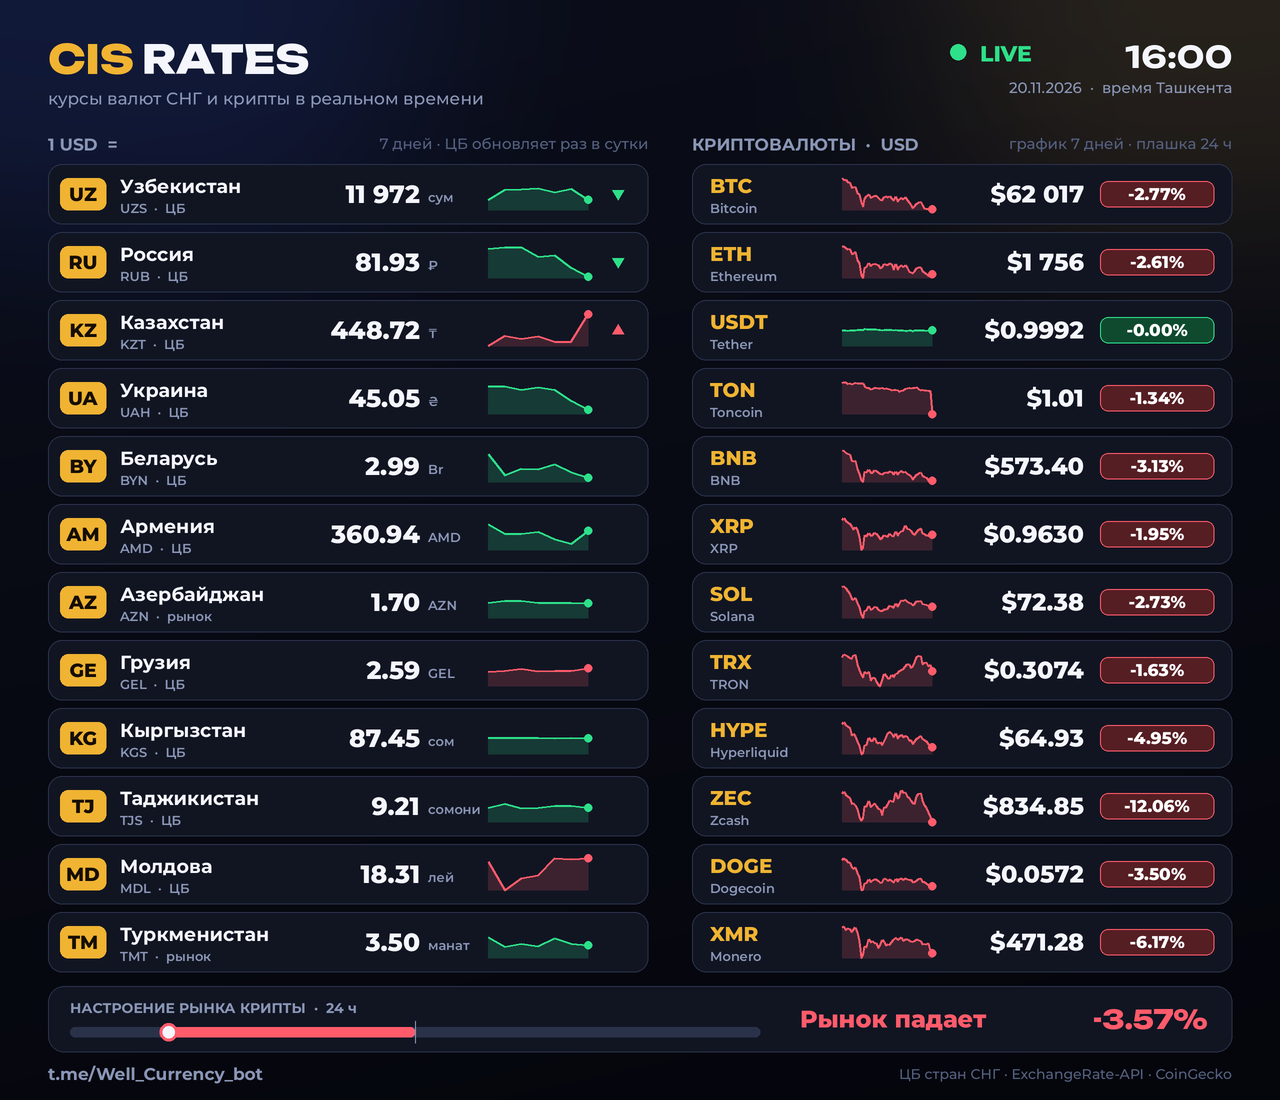 CIS RATES
курсы валют СНГ и крипты в реальном времени
LIVE 16:00
20.11.2026 · время Ташкента
1 USD =
7 дней · ЦБ обновляет раз в сутки
UZ Узбекистан 11 972 сум
UZS · ЦБ
RU Россия 81.93 ₽
RUB · ЦБ
KZ Казахстан 448.72 ₸
KZT · ЦБ
UA Украина 45.05 ₴
UAH · ЦБ
BY Беларусь 2.99 Br
BYN · ЦБ
AM Армения 360.94 AMD
AMD · ЦБ
AZ Азербайджан 1.70 AZN
AZN · рынок
GE Грузия 2.59 GEL
GEL · ЦБ
KG Кыргызстан 87.45 сом
KGS · ЦБ
TJ Таджикистан 9.21 сомони
TJS · ЦБ
MD Молдова 18.31 лей
MDL · ЦБ
TM Туркменистан 3.50 манат
TMT · рынок
КРИПТОВАЛЮТЫ · USD
график 7 дней · плашка 24 ч
BTC $62 017 -2.77%
Bitcoin
ETH $1 756 -2.61%
Ethereum
USDT $0.9992 -0.00%
Tether
TON $1.01 -1.34%
Toncoin
BNB $573.40 -3.13%
BNB
XRP $0.9630 -1.95%
XRP
SOL $72.38 -2.73%
Solana
TRX $0.3074 -1.63%
TRON
HYPE $64.93 -4.95%
Hyperliquid
ZEC $834.85 -12.06%
Zcash
DOGE $0.0572 -3.50%
Dogecoin
XMR $471.28 -6.17%
Monero
НАСТРОЕНИЕ РЫНКА КРИПТЫ · 24 ч
Рынок падает -3.57%
t.me/Well_Currency_bot
ЦБ стран СНГ · ExchangeRate-API · CoinGecko